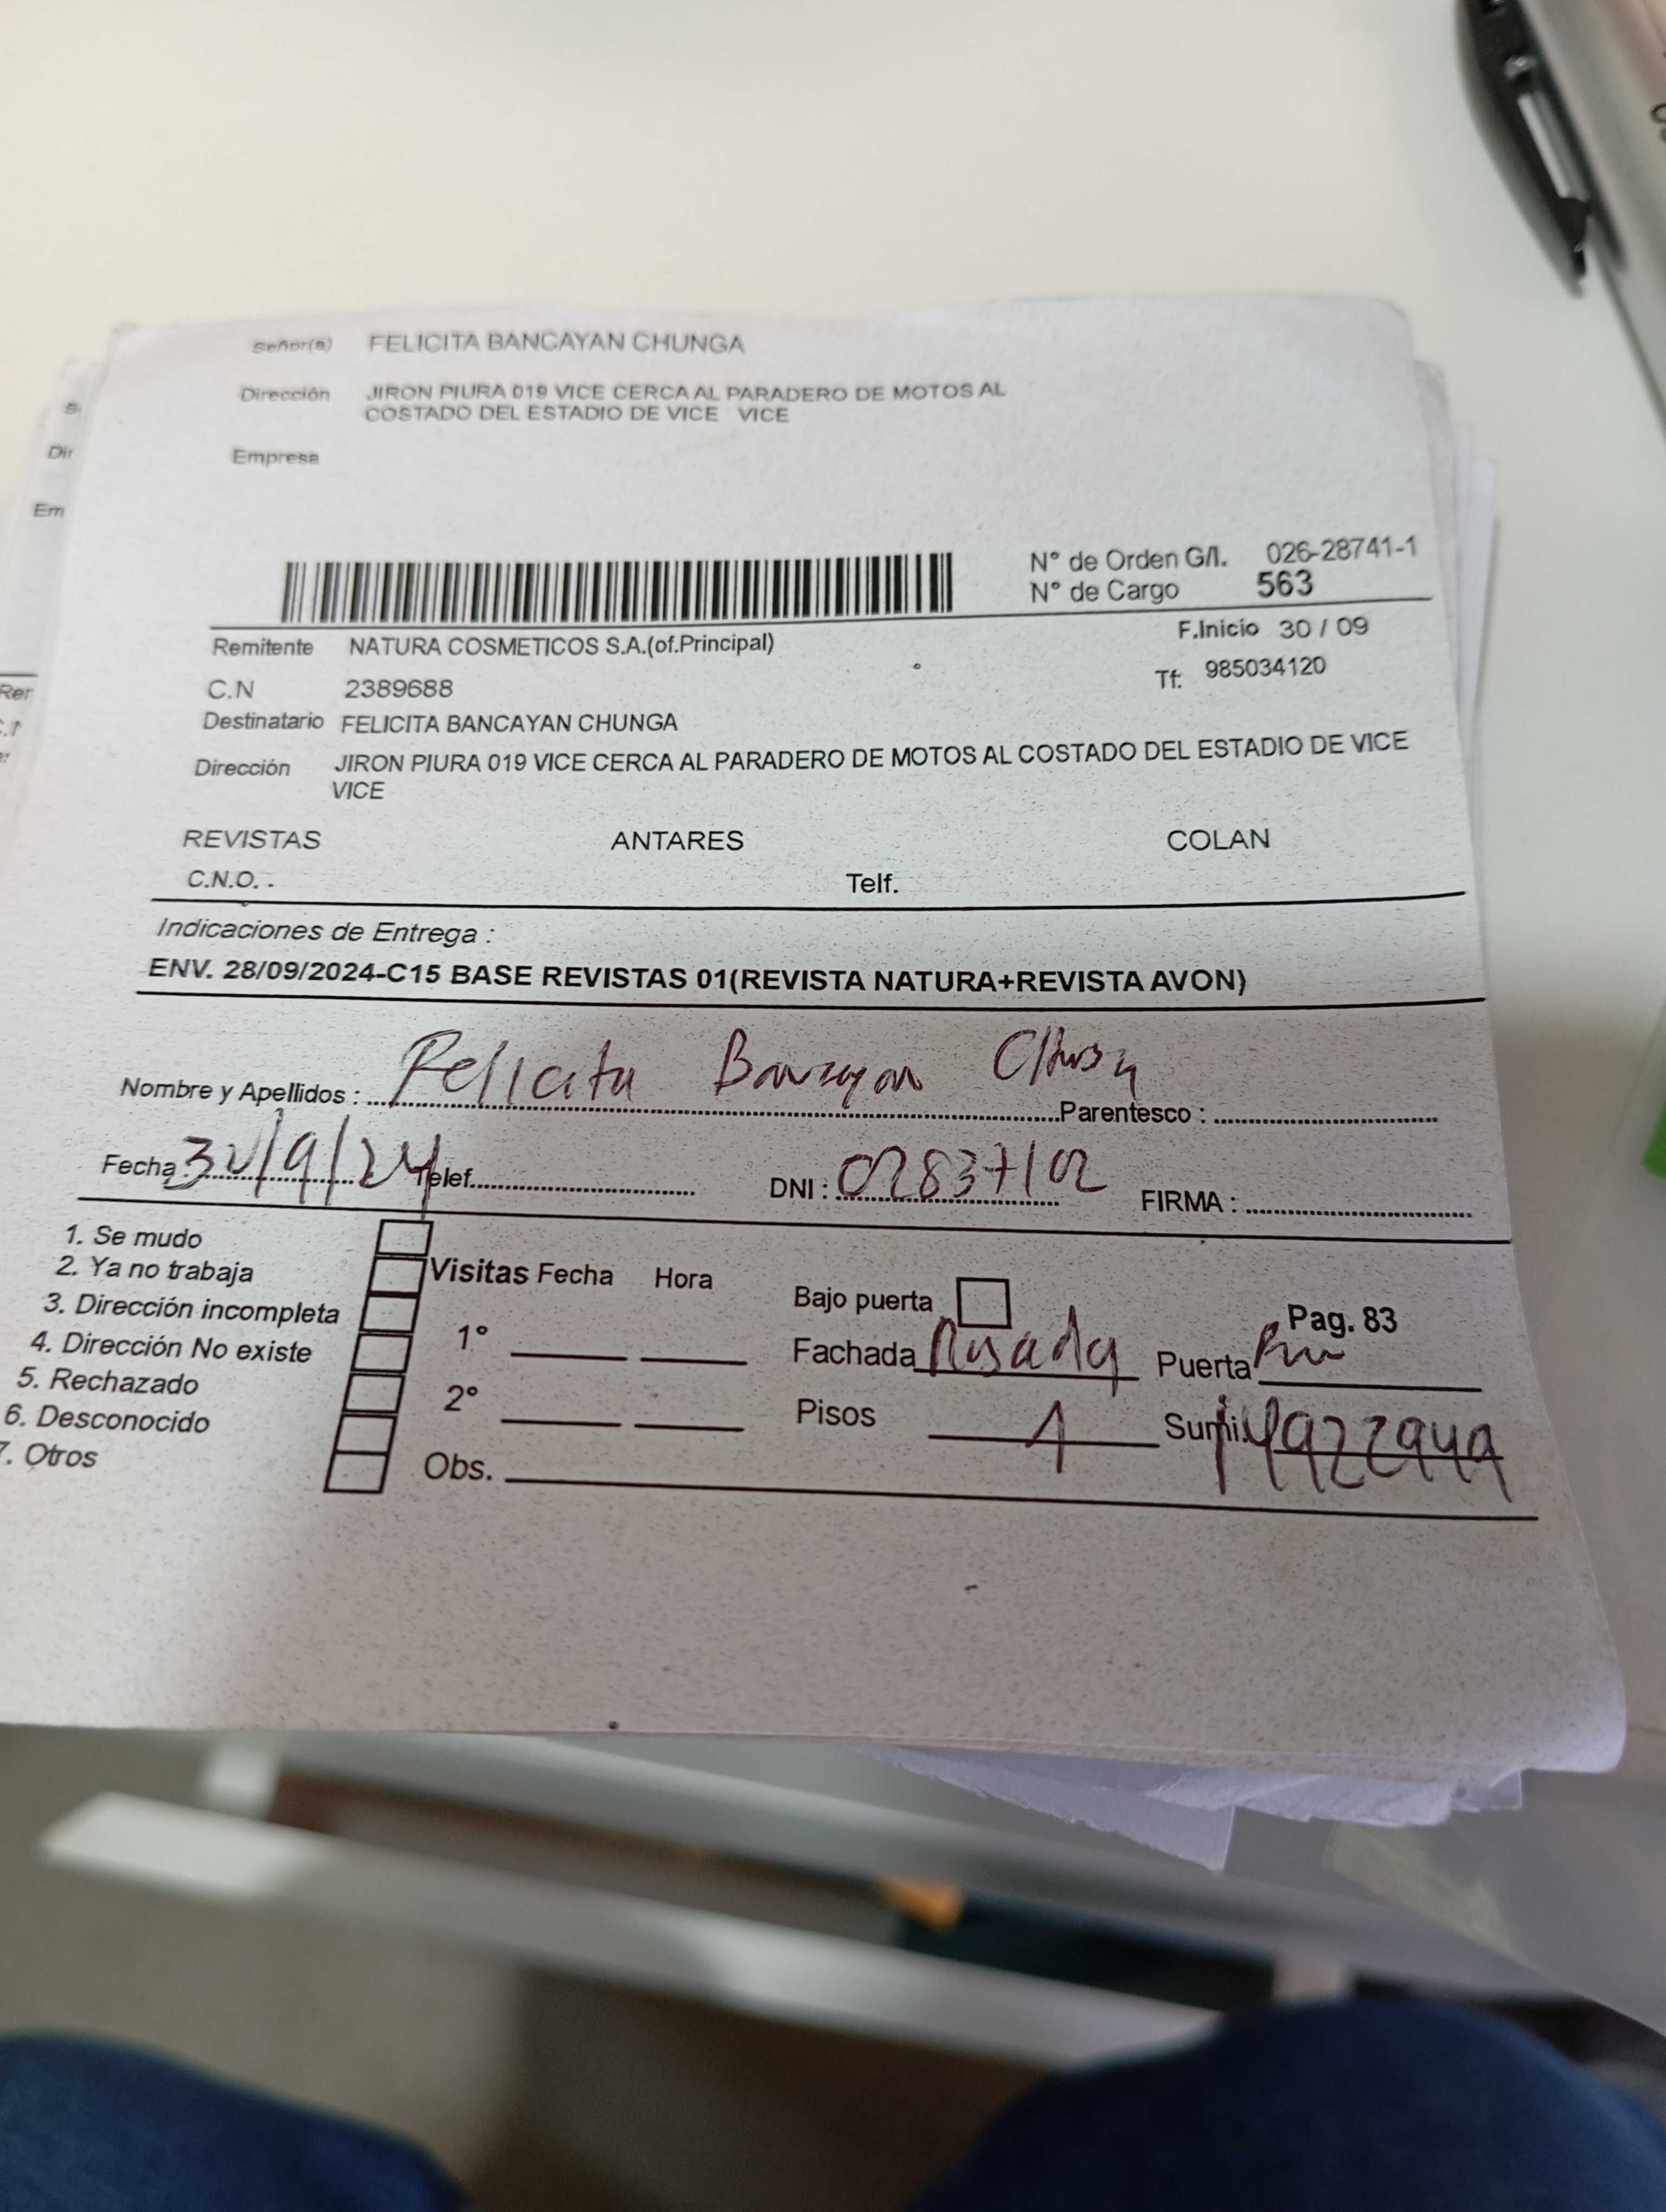 Señor(a) FELICITA BANCAYAN CHUNGA
Dirección JIRON PIURA 019 VICE CERCA AL PARADERO DE MOTOS AL
COSTADO DEL ESTADIO DE VICE VICE
Dir
Empresa
Em
N° de Orden G/I. 026-28741-1
N° de Cargo 563
Remitente NATURA COSMETICOS S.A.(of.Principal) F.Inicio 30 / 09
Rer
C.N 2389688 Tf: 985034120
Destinatario FELICITA BANCAYAN CHUNGA
Dirección JIRON PIURA 019 VICE CERCA AL PARADERO DE MOTOS AL COSTADO DEL ESTADIO DE VICE
VICE
REVISTAS ANTARES COLAN
C.N.O. . Telf.
Indicaciones de Entrega :
ENV. 28/09/2024-C15 BASE REVISTAS 01(REVISTA NATURA+REVISTA AVON)
Nombre y Apellidos : Felicita Bancayan Parentesco :
Fecha 30/9/24 Telef. DNI : 02837102 FIRMA :
1. Se mudo
2. Ya no trabaja Visitas Fecha Hora Bajo puerta
3. Dirección incompleta Pag. 83
4. Dirección No existe 1° Fachada Rosada Puerta
5. Rechazado
6. Desconocido 2° Pisos 1 Sumi.
7. Otros Obs.